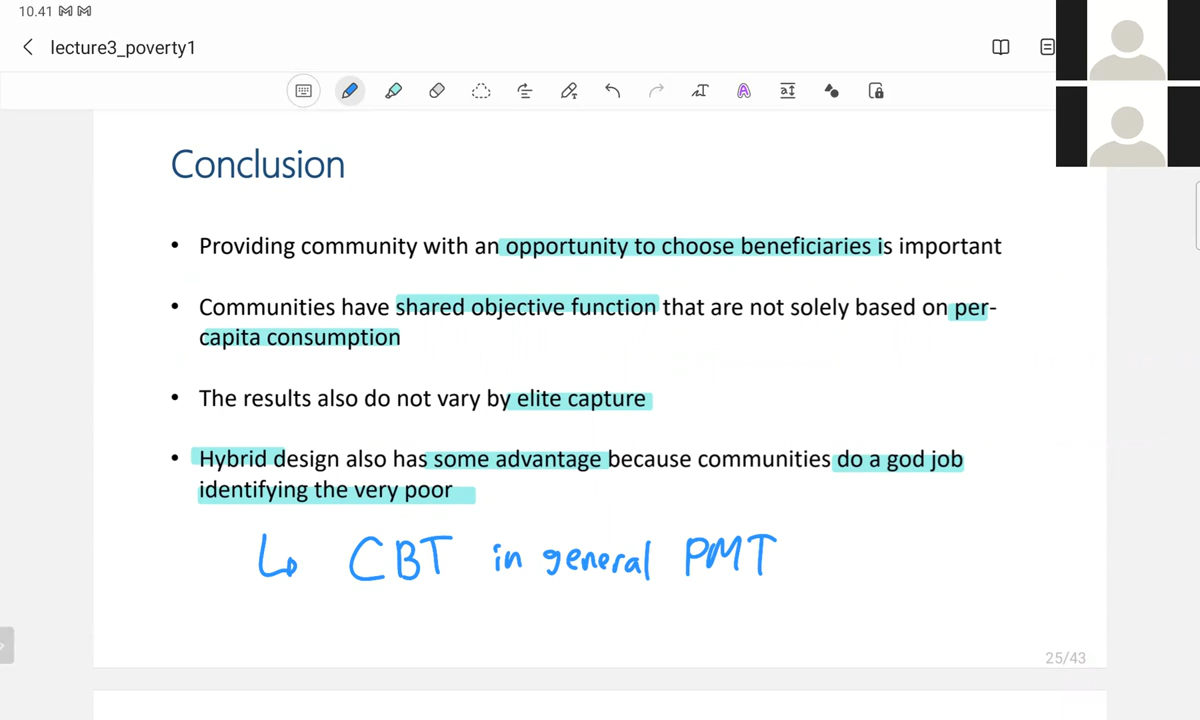 10.41
lecture3_poverty1
Conclusion
• Providing community with an opportunity to choose beneficiaries is important
• Communities have shared objective function that are not solely based on per-
capita consumption
• The results also do not vary by elite capture
• Hybrid design also has some advantage because communities do a god job
identifying the very poor
↳ CBT in general PMT
25/43